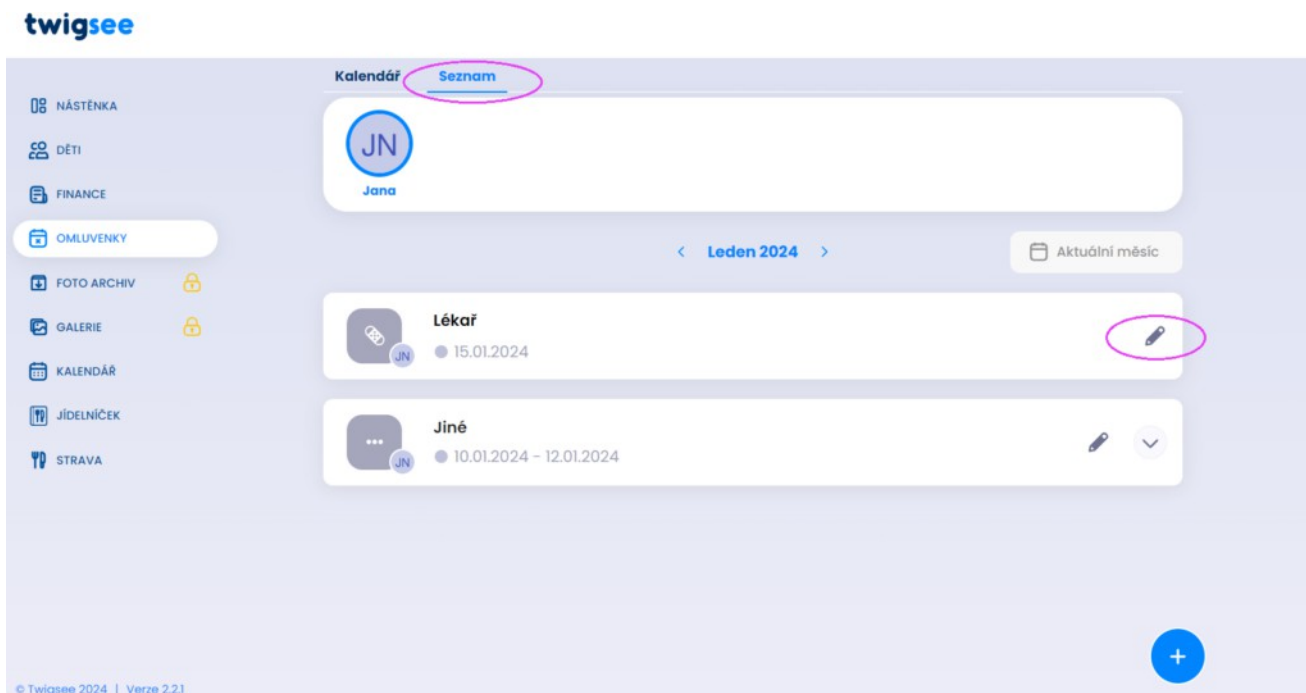 twigsee
Kalendář Seznam
NÁSTĚNKA
DĚTI
FINANCE
OMLUVENKY
FOTO ARCHIV
GALERIE
KALENDÁŘ
JÍDELNÍČEK
STRAVA
JN
Jana
Leden 2024
Aktuální měsíc
Lékař
JN
15.01.2024
Jiné
JN
10.01.2024 - 12.01.2024
© Twigsee 2024 | Verze 2.2.1